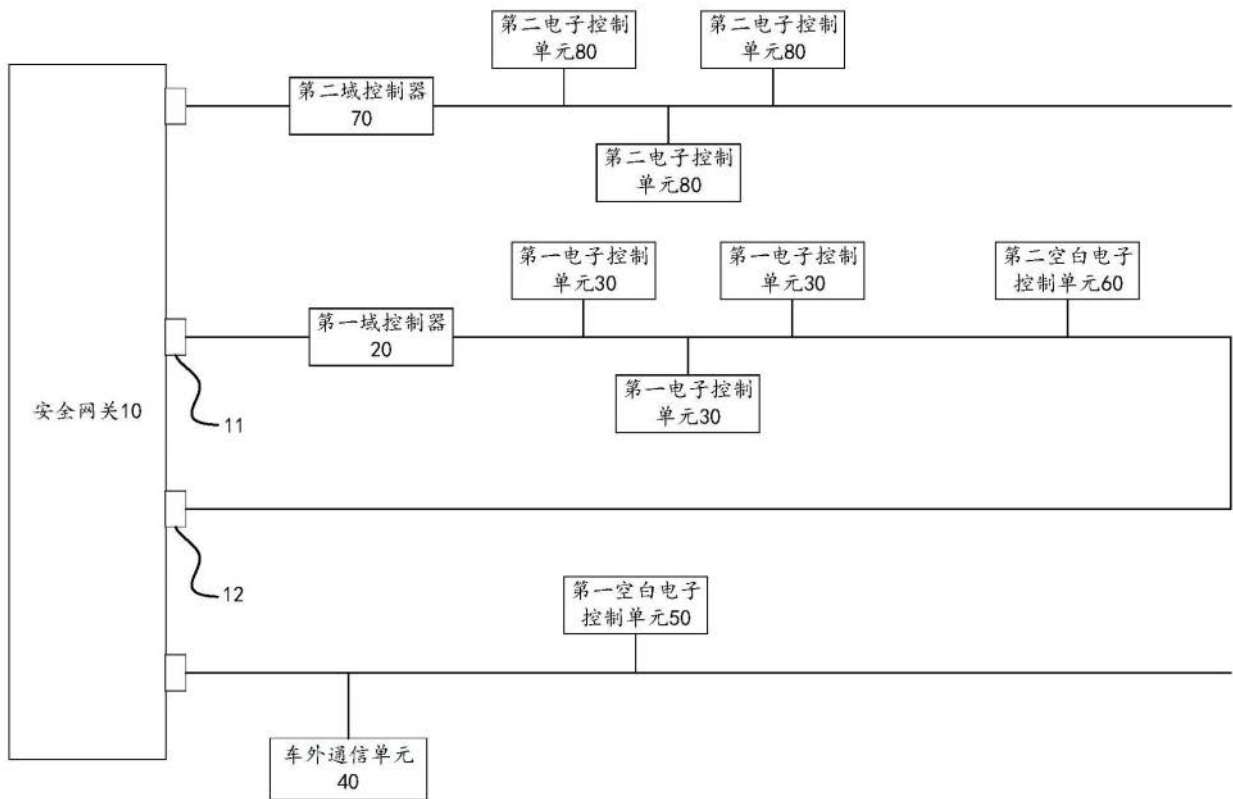 第二电子控制
单元80
第二电子控制
单元80
第二域控制器
70
第二电子控制
单元80
第一电子控制
单元30
第一电子控制
单元30
第二空白电子
控制单元60
第一域控制器
20
第一电子控制
单元30
安全网关10
11
12
第一空白电子
控制单元50
车外通信单元
40